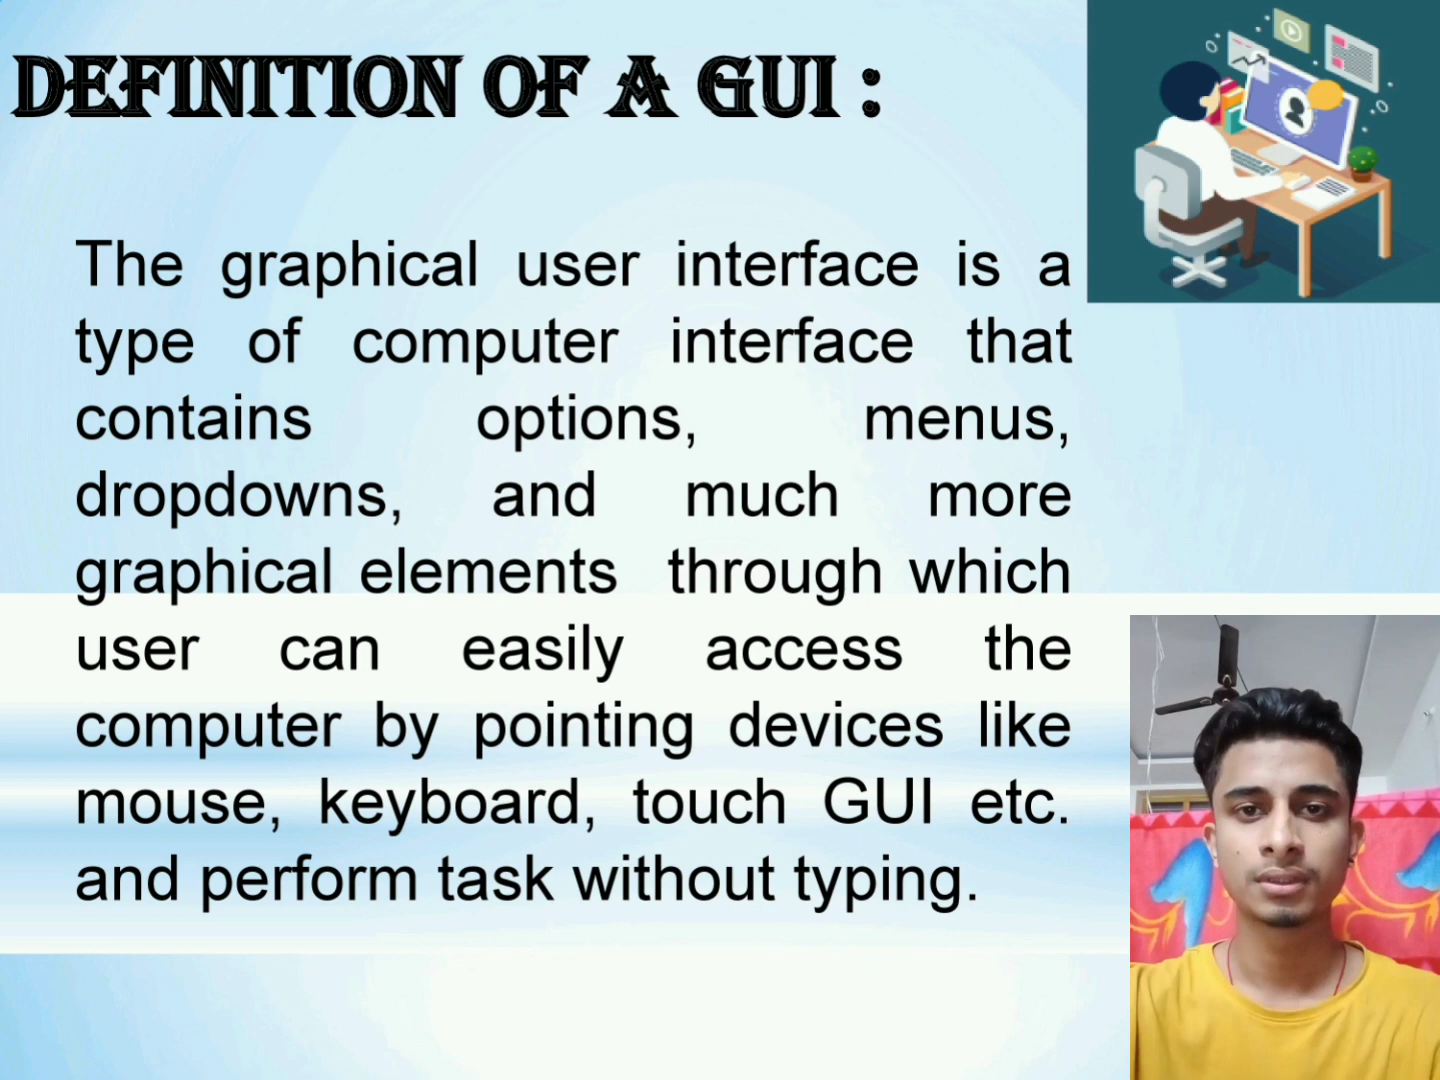 DEFINITION OF A GUI :
The graphical user interface is a
type of computer interface that
contains options, menus,
dropdowns, and much more
graphical elements through which
user can easily access the
computer by pointing devices like
mouse, keyboard, touch GUI etc.
and perform task without typing.